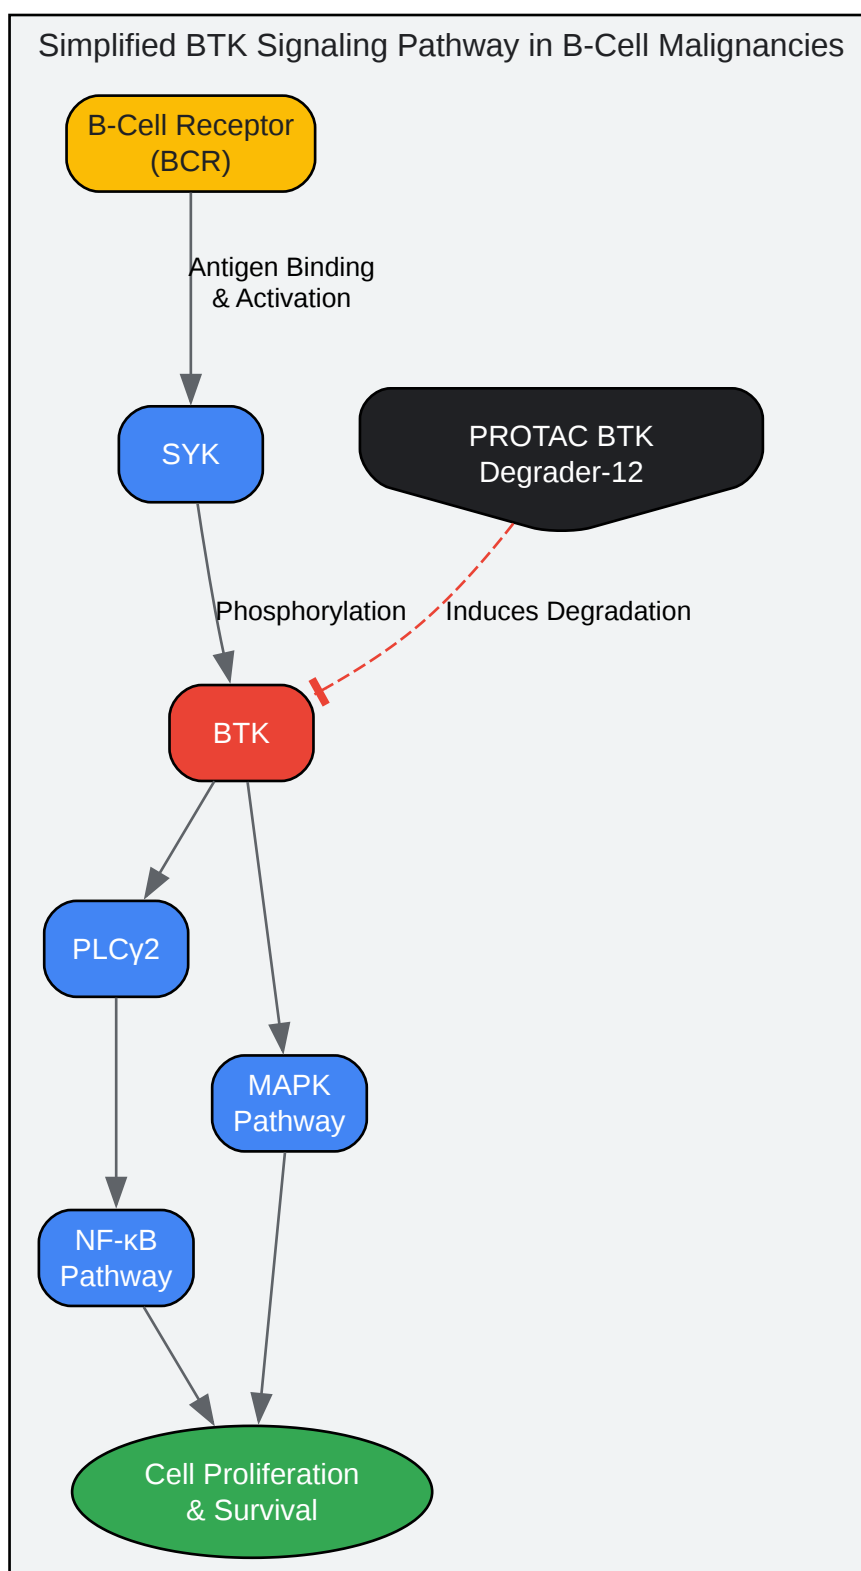 Simplified BTK Signaling Pathway in B-Cell Malignancies
B-Cell Receptor
(BCR)
Antigen Binding
& Activation
SYK
PROTAC BTK
Degrader-12
Phosphorylation
Induces Degradation
BTK
PLCγ2
MAPK
Pathway
NF-κB
Pathway
Cell Proliferation
& Survival